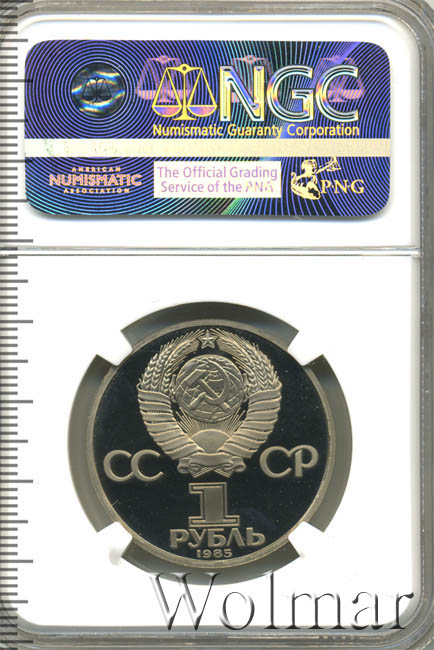 NGC
Numismatic Guaranty Corporation
AMERICAN
NUMISMATIC
ASSOCIATION
The Official Grading
Service of the PNG
PNG
СС СР
1
РУБЛЬ
1985
Wolmar